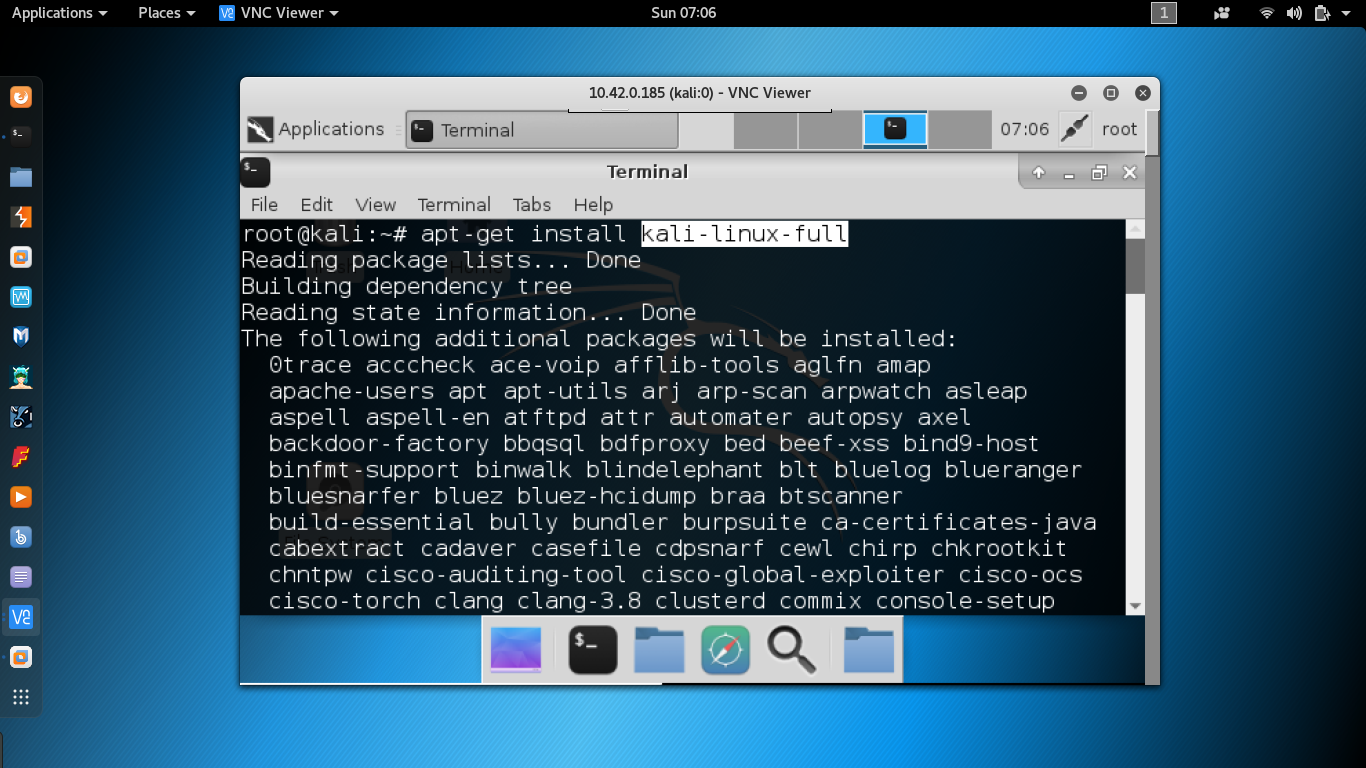 Applications Places VNC Viewer Sun 07:06 1
10.42.0.185 (kali:0) - VNC Viewer
Applications Terminal 07:06 root
Terminal
File Edit View Terminal Tabs Help
root@kali:~# apt-get install kali-linux-full
Reading package lists... Done
Building dependency tree
Reading state information... Done
The following additional packages will be installed:
0trace acccheck ace-voip afflib-tools aglfn amap
apache-users apt apt-utils arj arp-scan arpwatch asleap
aspell aspell-en atftpd attr automater autopsy axel
backdoor-factory bbqsql bdfproxy bed beef-xss bind9-host
binfmt-support binwalk blindelephant blt bluelog blueranger
bluesnarfer bluez bluez-hcidump braa btscanner
build-essential bully bundler burpsuite ca-certificates-java
cabextract cadaver casefile cdpsnarf cewl chirp chkrootkit
chntpw cisco-auditing-tool cisco-global-exploiter cisco-ocs
cisco-torch clang clang-3.8 clusterd commix console-setup